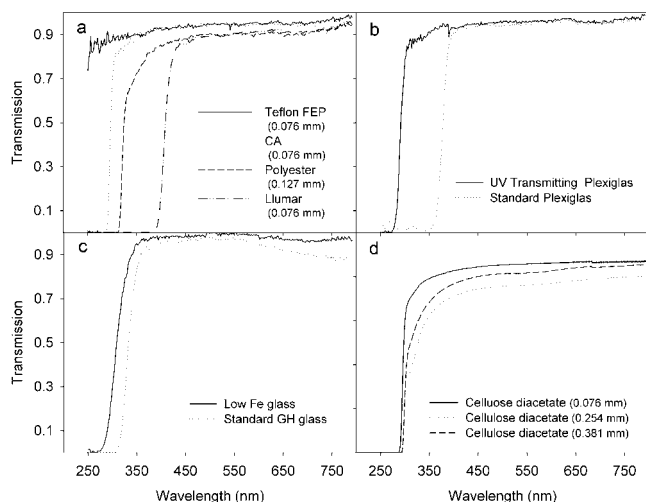 a
b
0.9
0.7
0.5
0.3
0.1
Transmission
Teflon FEP
(0.076 mm)
CA
(0.076 mm)
Polyester
(0.127 mm)
Llumar
(0.076 mm)
UV Transmitting Plexiglas
Standard Plexiglas
c
d
0.9
0.7
0.5
0.3
0.1
Transmission
Low Fe glass
Standard GH glass
Celluose diacetate (0.076 mm)
Cellulose diacetate (0.254 mm)
Cellulose diacetate (0.381 mm)
250 350 450 550 650 750
250 350 450 550 650 750
Wavelength (nm)
Wavelength (nm)